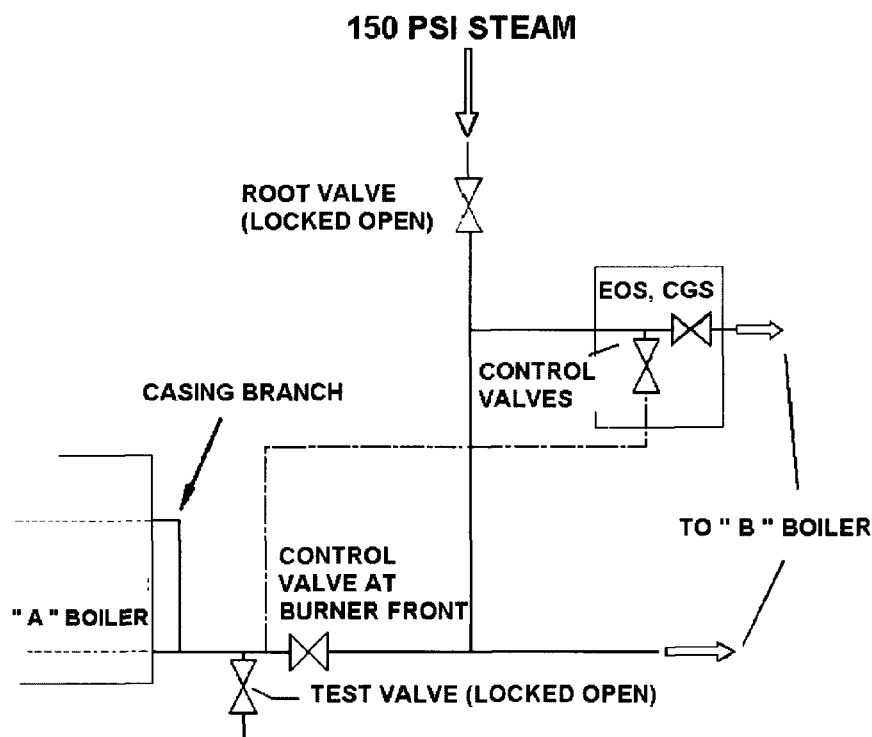 150 PSI STEAM
ROOT VALVE
(LOCKED OPEN)
EOS, CGS
CONTROL
VALVES
CASING BRANCH
TO " B " BOILER
CONTROL
VALVE AT
BURNER FRONT
" A " BOILER
TEST VALVE (LOCKED OPEN)